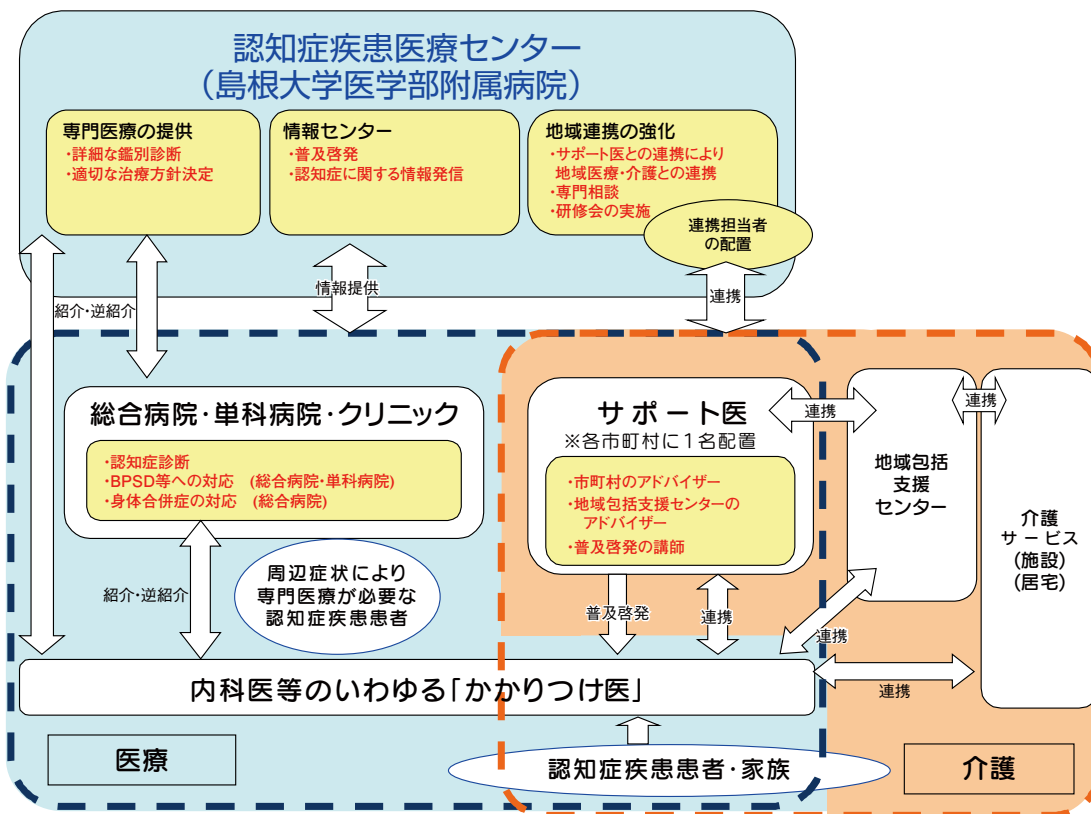 認知症疾患医療センター
（島根大学医学部附属病院）
専門医療の提供
・詳細な鑑別診断
・適切な治療方針決定
情報センター
・普及啓発
・認知症に関する情報発信
地域連携の強化
・サポート医との連携により
地域医療・介護との連携
・専門相談
・研修会の実施
連携担当者
の配置
紹介・逆紹介
情報提供
連携
総合病院・単科病院・クリニック
・認知症診断
・BPSD等への対応 (総合病院・単科病院)
・身体合併症の対応 (総合病院)
サポート医
※各市町村に１名配置
・市町村のアドバイザー
・地域包括支援センターの
アドバイザー
・普及啓発の講師
連携
地域包括
支援
センター
連携
介護
サービス
(施設)
(居宅)
紹介・逆紹介
周辺症状により
専門医療が必要な
認知症疾患患者
普及啓発
連携
連携
連携
内科医等のいわゆる「かかりつけ医」
医療
認知症疾患患者・家族
介護